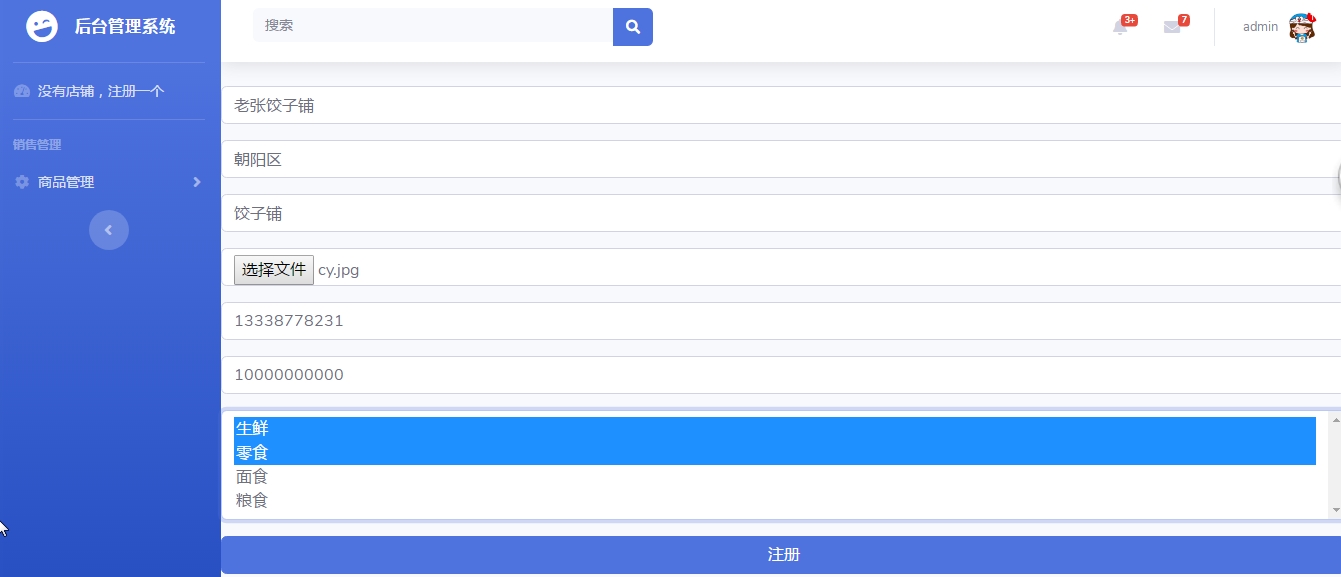 后台管理系统
搜索
3+
7
admin
没有店铺，注册一个
销售管理
商品管理
老张饺子铺
朝阳区
饺子铺
选择文件 cy.jpg
13338778231
10000000000
生鲜
零食
面食
粮食
注册